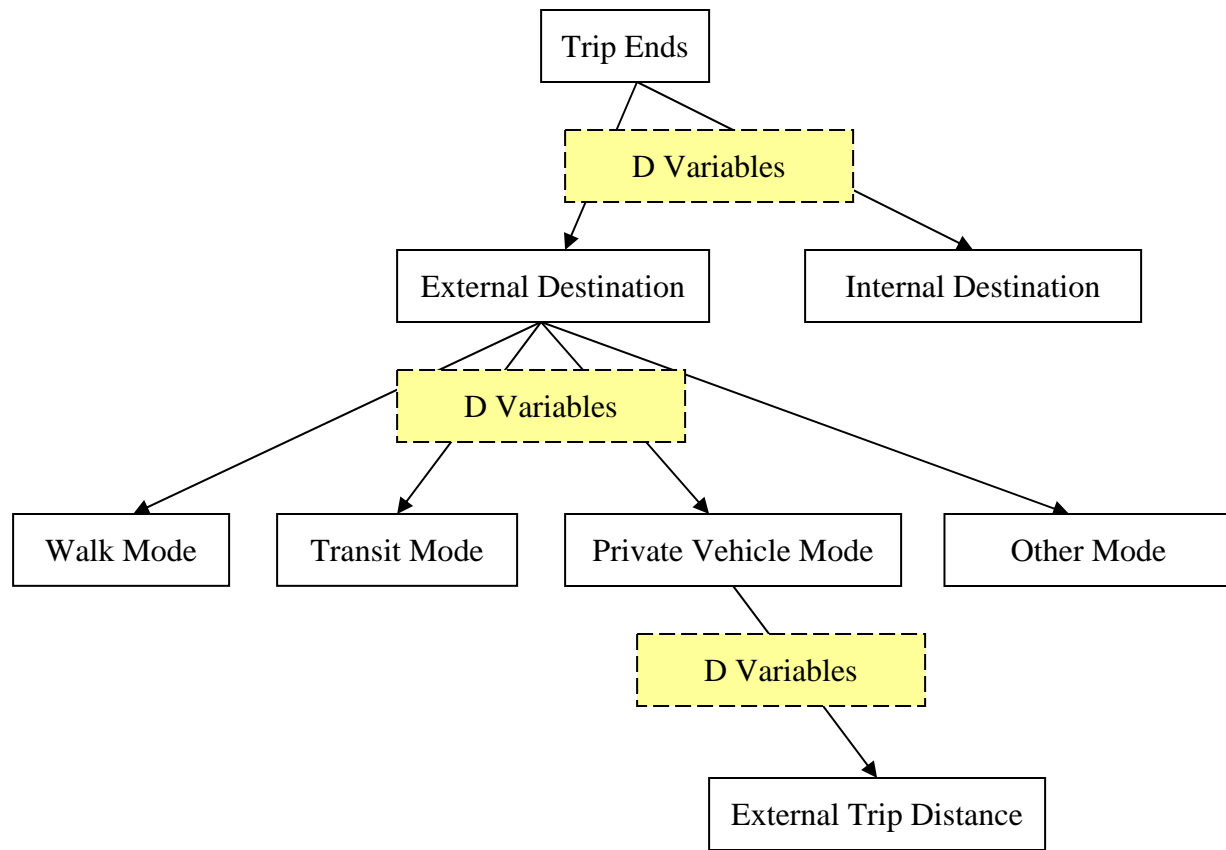 Trip Ends
D Variables
External Destination
Internal Destination
D Variables
Walk Mode
Transit Mode
Private Vehicle Mode
Other Mode
D Variables
External Trip Distance